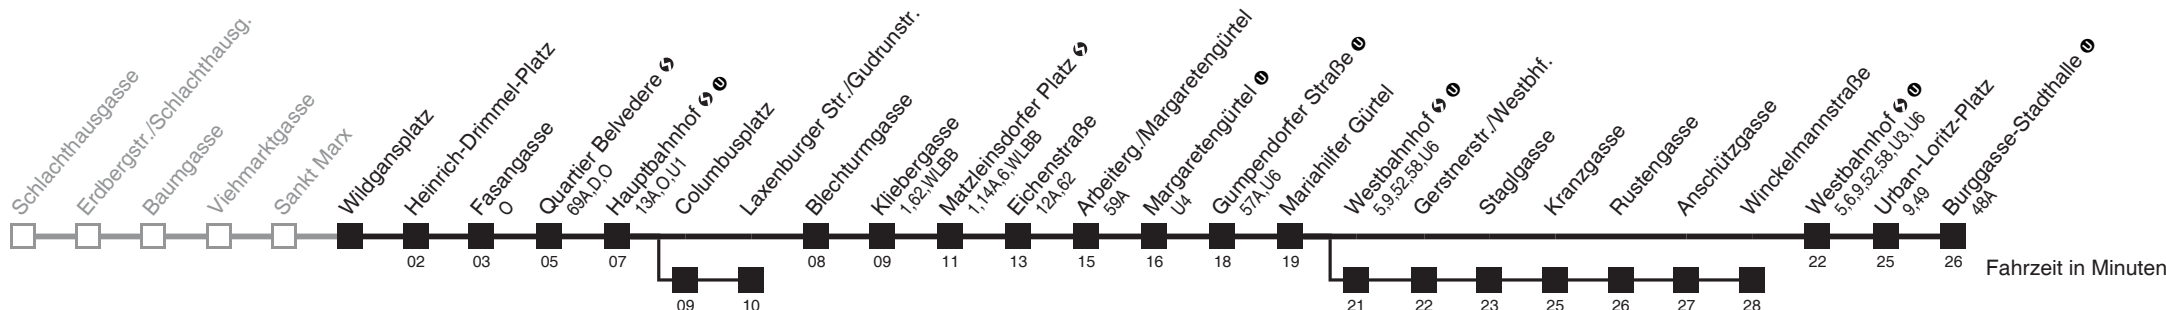 Schlachthausgasse
Erdbergstr./Schlachthausg.
Baumgasse
Viehmarktgasse
Sankt Marx
Wildgansplatz
Heinrich-Drimmel-Platz
02
Fasangasse
O
03
Quartier Belvedere
69A,D,O
05
Hauptbahnhof U
13A,O,U1
07
Columbusplatz
09
Laxenburger Str./Gudrunstr.
10
Blechturmgasse
08
Kliebergasse
1,62,WLBB
09
Matzleinsdorfer Platz
1,14A,6,WLBB
11
Eichenstraße
12A,62
13
Arbeiterg./Margaretengürtel
59A
15
Margaretengürtel U
U4
16
Gumpendorfer Straße U
57A,U6
18
Mariahilfer Gürtel
19
Westbahnhof U
5,9,52,58,U6
21
Gerstnerstr./Westbhf.
22
Staglgasse
23
Kranzgasse
25
Rustengasse
26
Anschützgasse
27
Winckelmannstraße
28
Westbahnhof U
5,6,9,52,58,U3,U6
22
Urban-Loritz-Platz
9,49
25
Burggasse-Stadthalle U
48A
26
Fahrzeit in Minuten